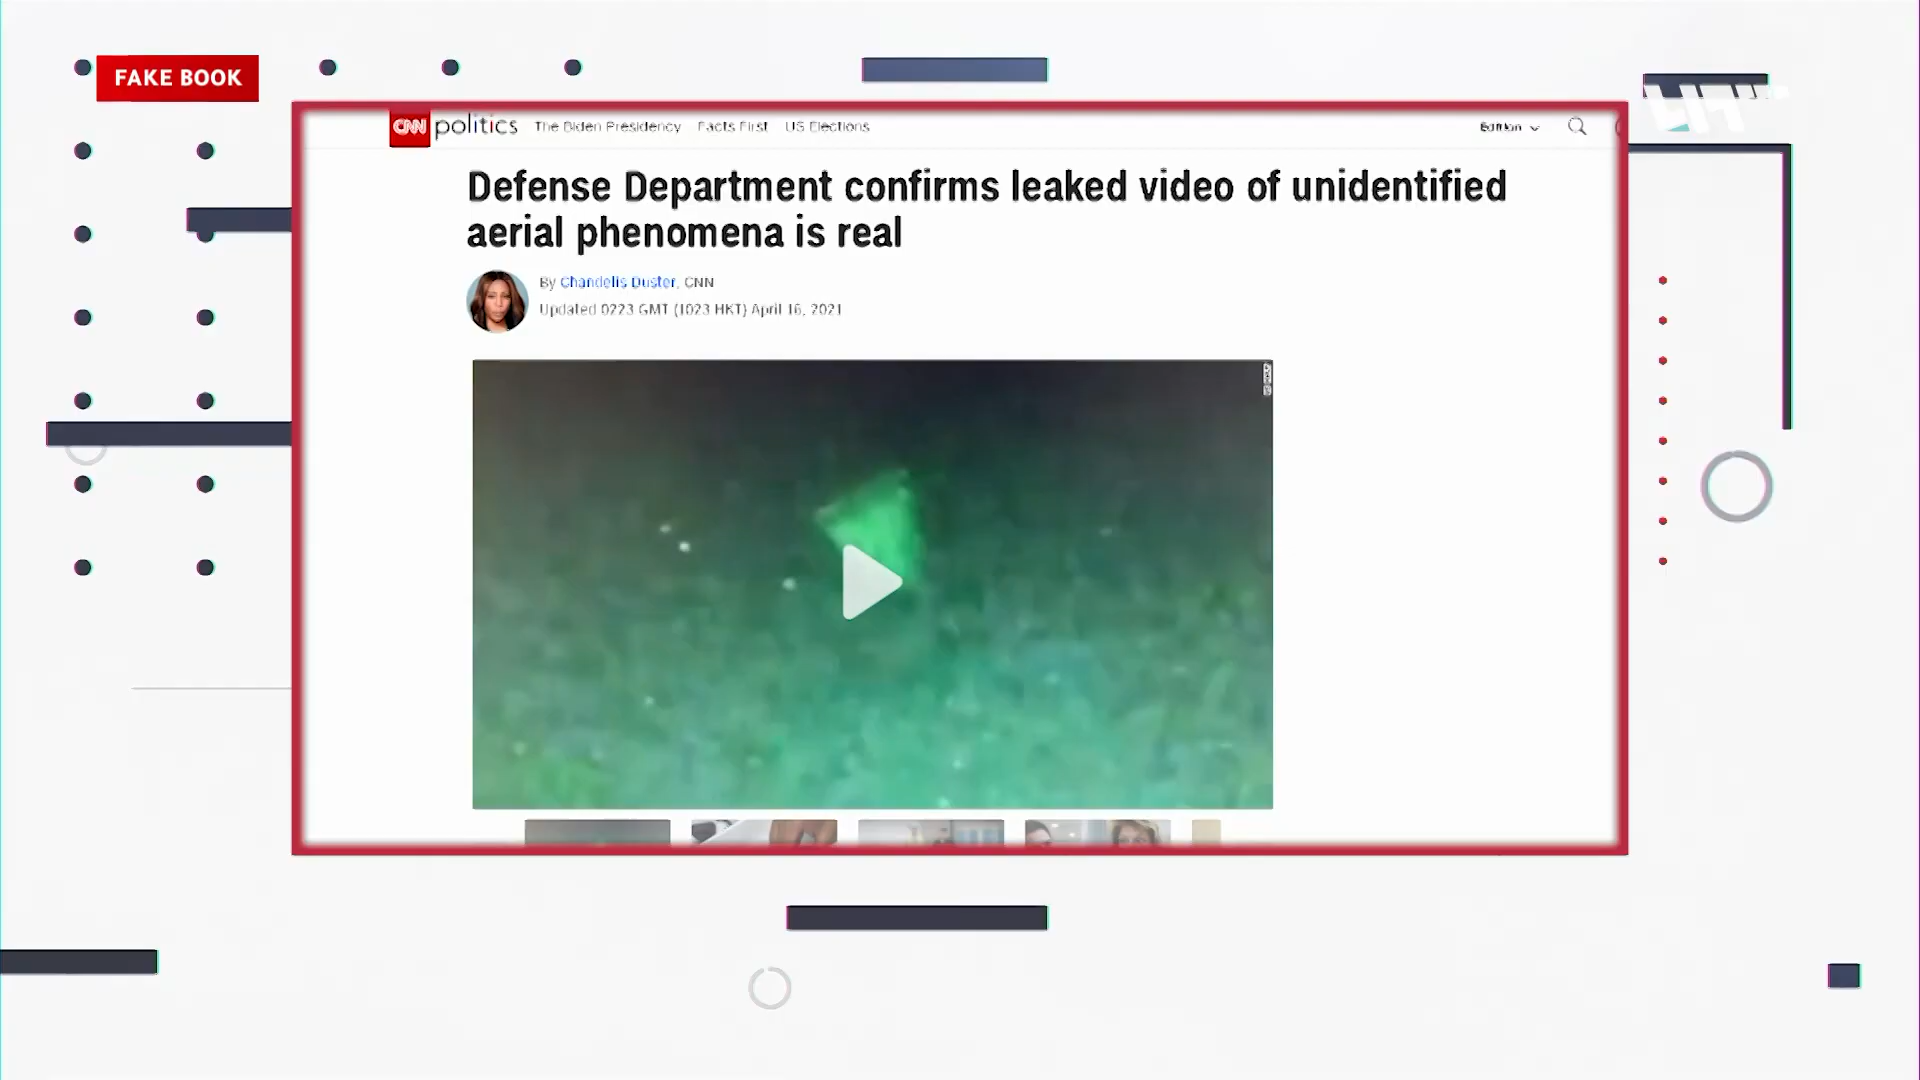 FAKE BOOK
CNN politics The Biden Presidency Facts First US Elections Edition
Defense Department confirms leaked video of unidentified
aerial phenomena is real
By Chandelis Duster, CNN
Updated 0223 GMT (1023 HKT) April 16, 2021